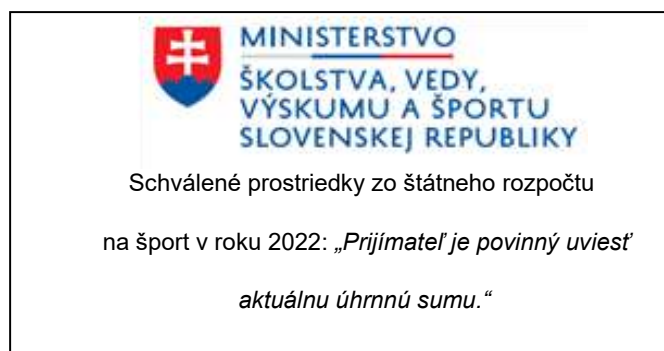 MINISTERSTVO
ŠKOLSTVA, VEDY,
VÝSKUMU A ŠPORTU
SLOVENSKEJ REPUBLIKY
Schválené prostriedky zo štátneho rozpočtu
na šport v roku 2022: „Prijímateľ je povinný uviesť
aktuálnu úhrnnú sumu.“